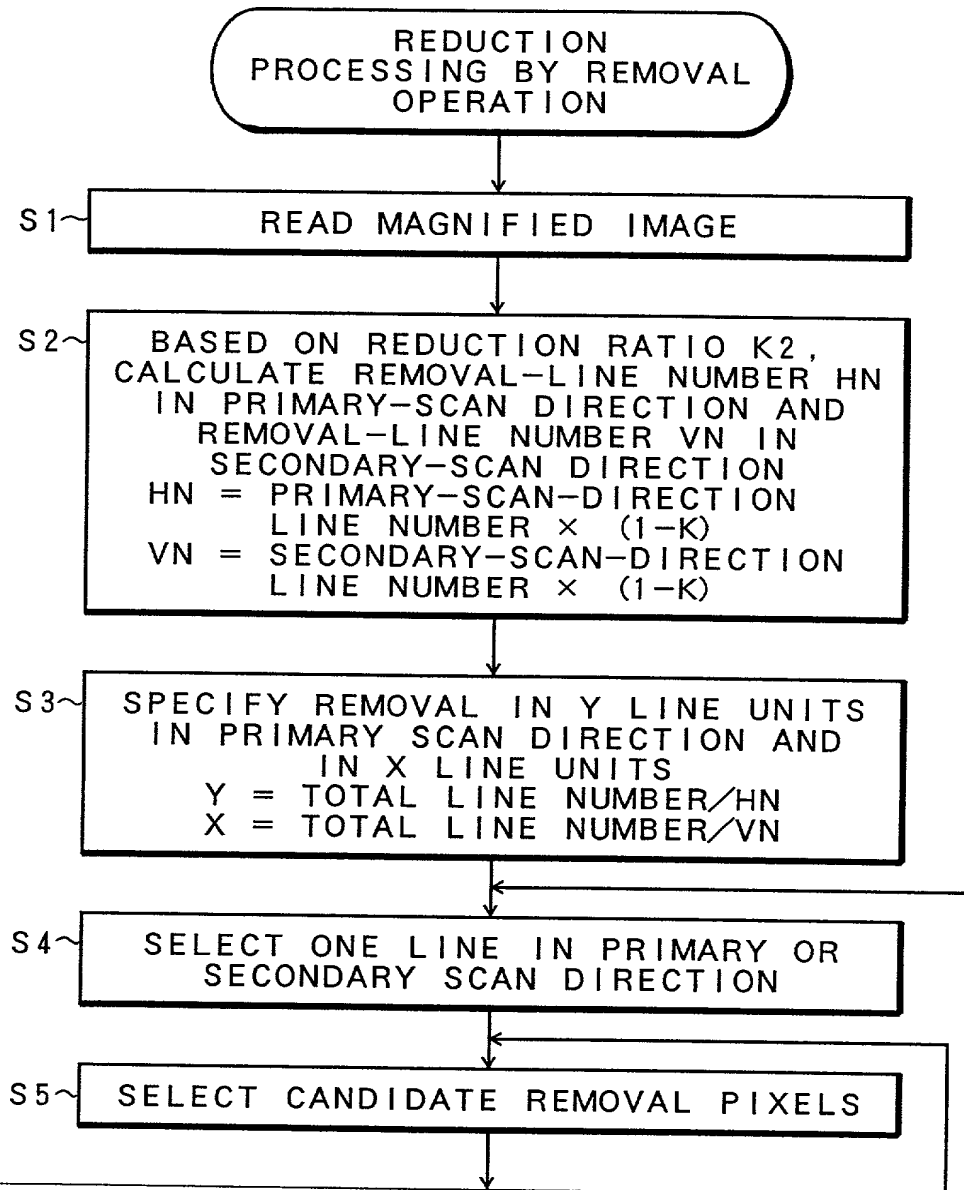 REDUCTION
PROCESSING BY REMOVAL
OPERATION
S1~
READ MAGNIFIED IMAGE
S2~
BASED ON REDUCTION RATIO K2,
CALCULATE REMOVAL-LINE NUMBER HN
IN PRIMARY-SCAN DIRECTION AND
REMOVAL-LINE NUMBER VN IN
SECONDARY-SCAN DIRECTION
HN = PRIMARY-SCAN-DIRECTION
LINE NUMBER × (1-K)
VN = SECONDARY-SCAN-DIRECTION
LINE NUMBER × (1-K)
S3~
SPECIFY REMOVAL IN Y LINE UNITS
IN PRIMARY SCAN DIRECTION AND
IN X LINE UNITS
Y = TOTAL LINE NUMBER/HN
X = TOTAL LINE NUMBER/VN
S4~
SELECT ONE LINE IN PRIMARY OR
SECONDARY SCAN DIRECTION
S5~
SELECT CANDIDATE REMOVAL PIXELS